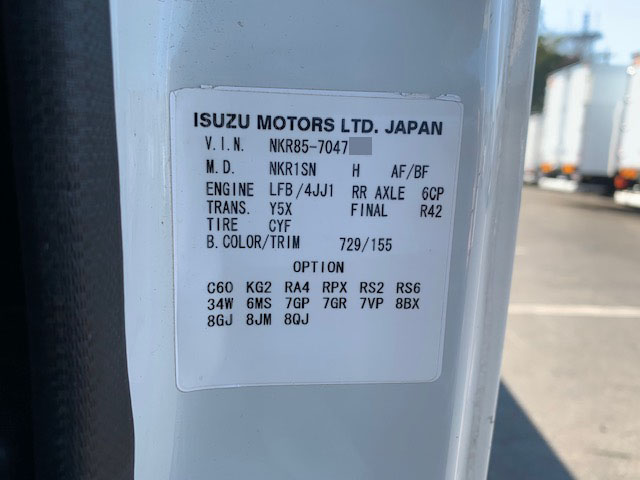 ISUZU MOTORS LTD. JAPAN
V.I.N. NKR85-7047
M.D. NKR1SN H AF/BF
ENGINE LFB/4JJ1 RR AXLE 6CP
TRANS. Y5X FINAL R42
TIRE CYF
B.COLOR/TRIM 729/155
OPTION
C60 KG2 RA4 RPX RS2 RS6
34W 6MS 7GP 7GR 7VP 8BX
8GJ 8JM 8QJ